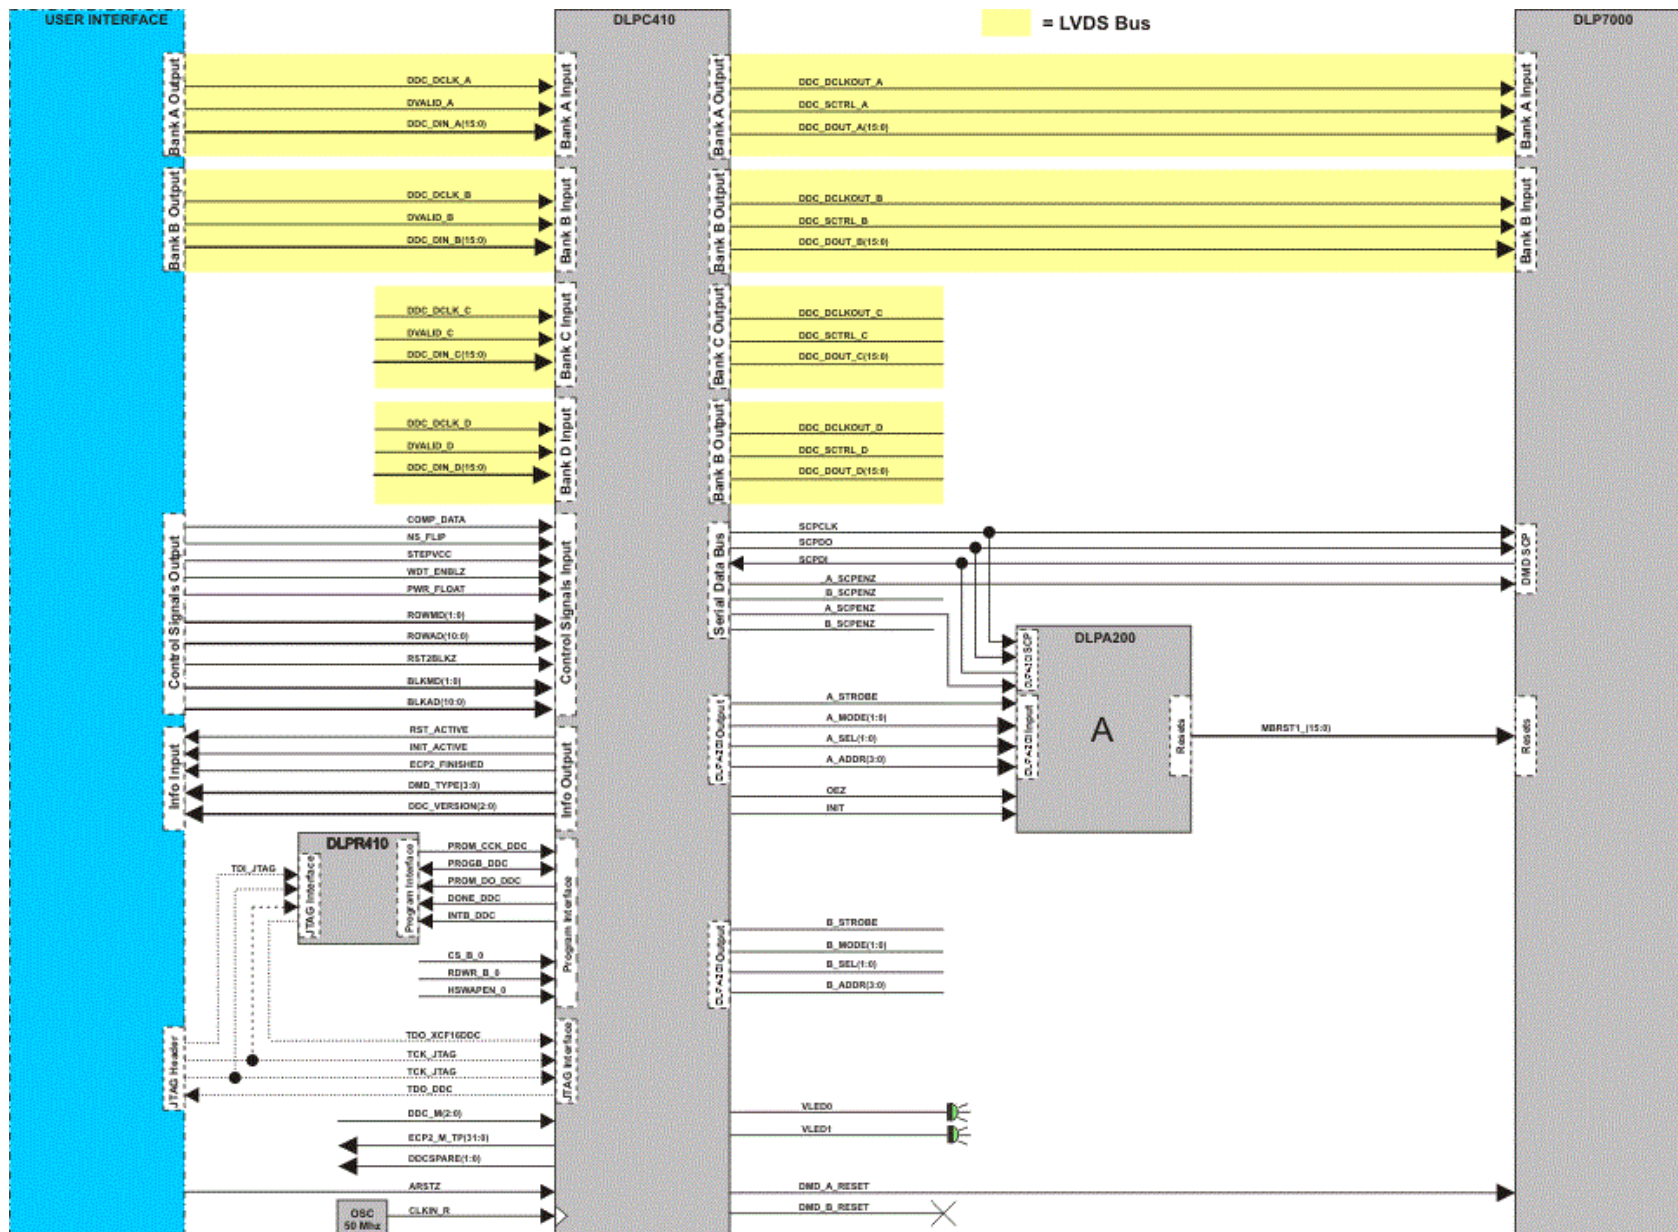 USER INTERFACE
DLPC410
= LVDS Bus
DLP7000
Bank A Output
DDC_DCLK_A
DVALID_A
DDC_DIN_A(15:0)
Bank A Input
Bank A Output
DDC_DCLKOUT_A
DDC_SCTRL_A
DDC_DOUT_A(15:0)
Bank A Input
Bank B Output
DDC_DCLK_B
DVALID_B
DDC_DIN_B(15:0)
Bank B Input
Bank B Output
DDC_DCLKOUT_B
DDC_SCTRL_B
DDC_DOUT_B(15:0)
Bank B Input
DDC_DCLK_C
DVALID_C
DDC_DIN_C(15:0)
Bank C Input
Bank C Output
DDC_DCLKOUT_C
DDC_SCTRL_C
DDC_DOUT_C(15:0)
DDC_DCLK_D
DVALID_D
DDC_DIN_D(15:0)
Bank D Input
Bank B Output
DDC_DCLKOUT_D
DDC_SCTRL_D
DDC_DOUT_D(15:0)
Control Signals Output
COMP_DATA
NS_FLIP
STEPVCC
WDT_ENBLZ
PWR_FLOAT
ROWMD(1:0)
ROWAD(10:0)
RST2BLKZ
BLKMD(1:0)
BLKAD(10:0)
Control Signals Input
Serial Data Bus
SCPCLK
SCPDO
SCPDI
A_SCPENZ
B_SCPENZ
A_SCPENZ
B_SCPENZ
DMD SCP
DLPA200
DLPA200 SCP
DLPA200 Input
A
Resets
DLPA200 Output
A_STROBE
A_MODE(1:0)
A_SEL(1:0)
A_ADDR(3:0)
OEZ
INIT
MBRST1_(15:0)
Resets
Info Input
RST_ACTIVE
INIT_ACTIVE
ECP2_FINISHED
DMD_TYPE(3:0)
DDC_VERSION(2:0)
Info Output
DLPR410
TDI_JTAG
JTAG Interface
Program Interface
PROM_CCK_DDC
PROGB_DDC
PROM_DO_DDC
DONE_DDC
INTB_DDC
CS_B_0
RDWR_B_0
HSWAPEN_0
Program Interface
DLPA200 Output
B_STROBE
B_MODE(1:0)
B_SEL(1:0)
B_ADDR(3:0)
JTAG Header
TDO_XCF16DDC
TCK_JTAG
TCK_JTAG
TDO_DDC
JTAG Interface
DDC_M(2:0)
ECP2_M_TP(31:0)
DDCSPARE(1:0)
ARSTZ
OSC
50 Mhz
CLKIN_R
VLED0
VLED1
DMD_A_RESET
DMD_B_RESET